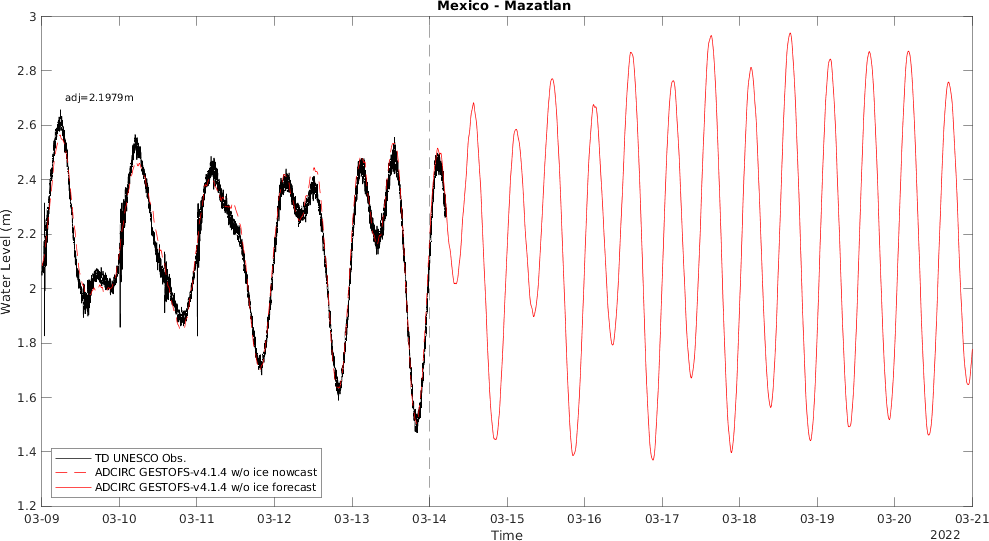 Mexico - Mazatlan
3
2.8
2.6
2.4
2.2
2
1.8
1.6
1.4
1.2
Water Level (m)
adj=2.1979m
TD UNESCO Obs.
ADCIRC GESTOFS-v4.1.4 w/o ice nowcast
ADCIRC GESTOFS-v4.1.4 w/o ice forecast
03-09 03-10 03-11 03-12 03-13 03-14 03-15 03-16 03-17 03-18 03-19 03-20 03-21
Time
2022